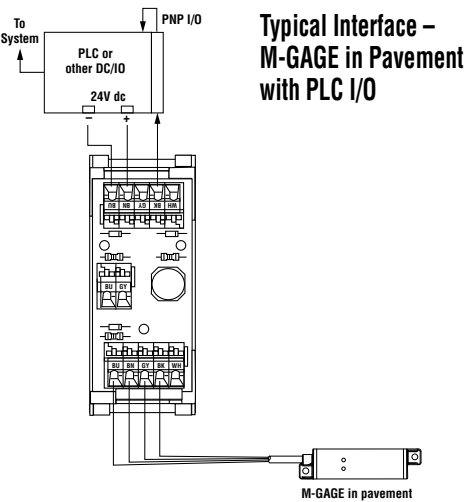 To
System
PNP I/O
Typical Interface –
M-GAGE in Pavement
with PLC I/O
PLC or
other DC/IO
24V dc
– +
BU BN GY BK WH
BU GY
BU BN GY BK WH
M-GAGE in pavement